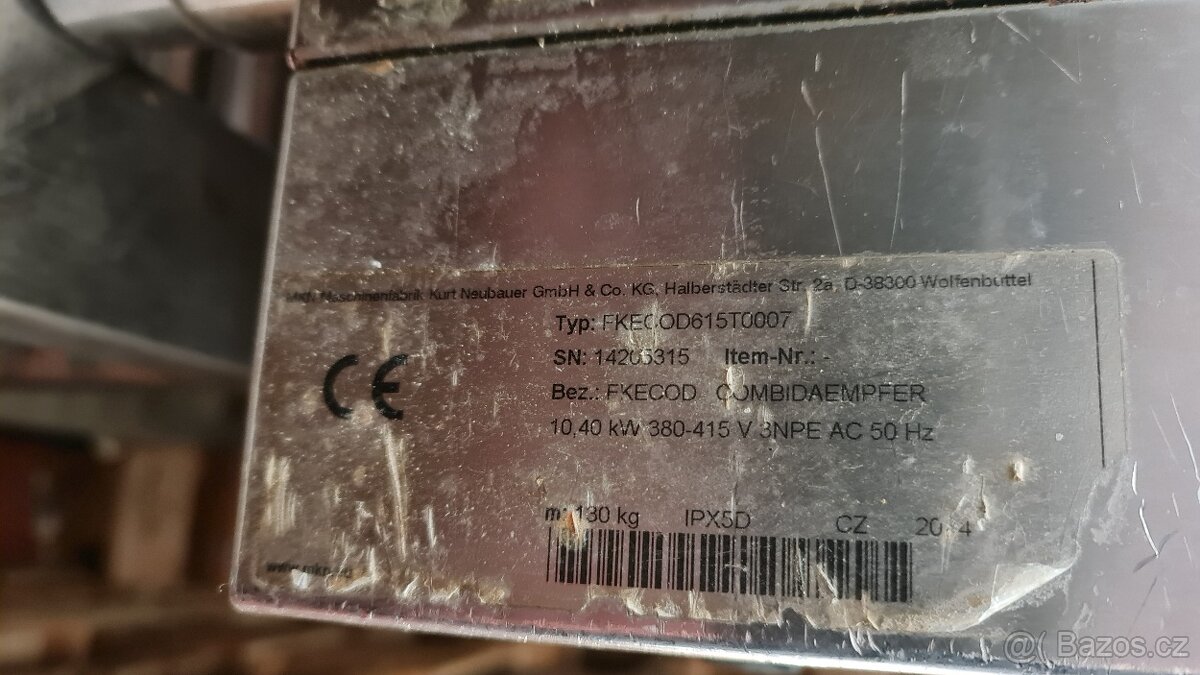 Maschinenfabrik Kurt Neubauer GmbH & Co. KG, Halberstädter Str. 2a, D-38300 Wolfenbüttel
Typ: FKECOD615T0007
CE
SN: 14205315 Item-Nr.: -
Bez.: FKECOD COMBIDAEMPFER
10,40 kW 380-415 V 3NPE AC 50 Hz
m: 130 kg IPX5D CZ
@( Bazos.cz